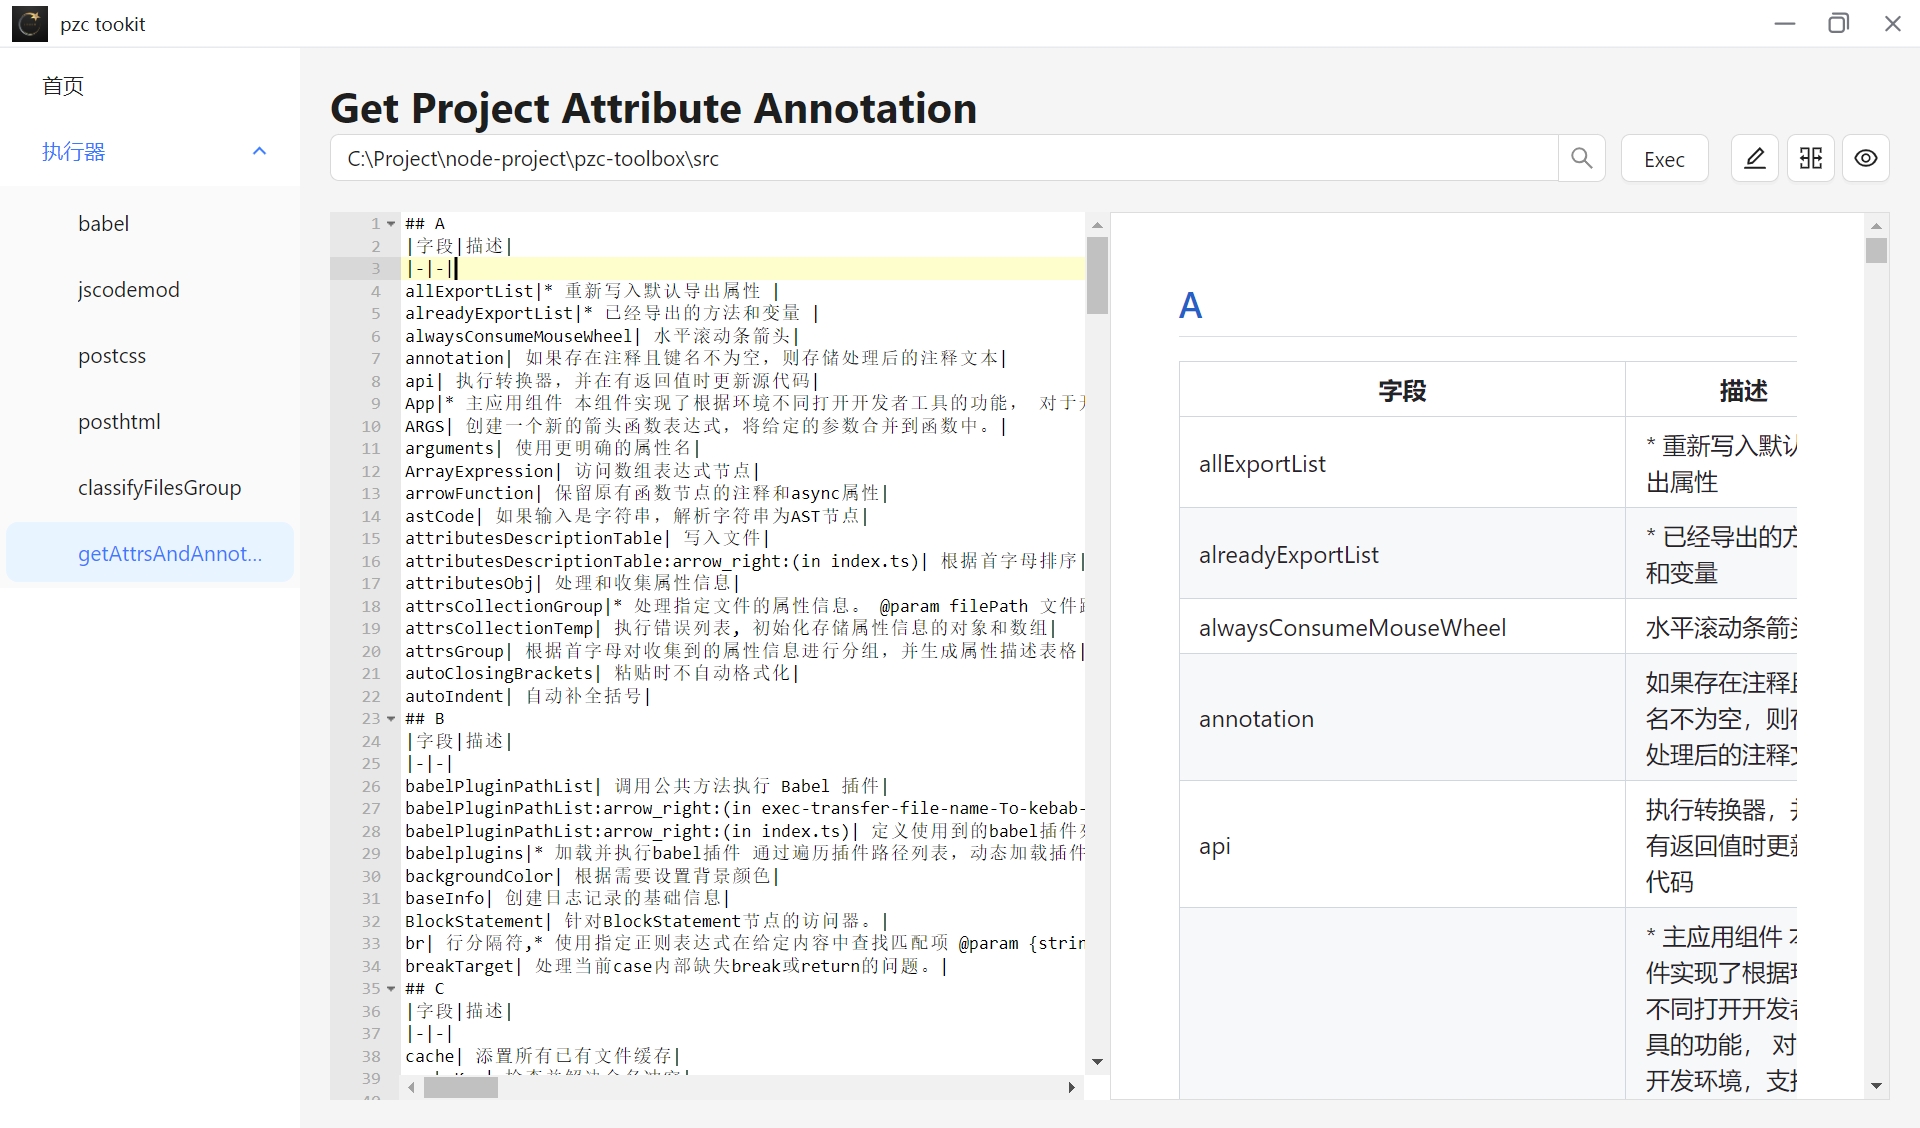 pzc tookit
首页
执行器
babel
jscodemod
postcss
posthtml
classifyFilesGroup
getAttrsAndAnnot...
Get Project Attribute Annotation
C:\Project\node-project\pzc-toolbox\src
Exec
1 ## A
2 |字段|描述|
3 |-|-|
4 allExportList|* 重新写入默认导出属性 |
5 alreadyExportList|* 已经导出的方法和变量 |
6 alwaysConsumeMouseWheel| 水平滚动条箭头|
7 annotation| 如果存在注释且键名不为空，则存储处理后的注释文本|
8 api| 执行转换器，并在有返回值时更新源代码|
9 App|* 主应用组件 本组件实现了根据环境不同打开开发者工具的功能， 对于
10 ARGS| 创建一个新的箭头函数表达式，将给定的参数合并到函数中。|
11 arguments| 使用更明确的属性名|
12 ArrayExpression| 访问数组表达式节点|
13 arrowFunction| 保留原有函数节点的注释和async属性|
14 astCode| 如果输入是字符串，解析字符串为AST节点|
15 attributesDescriptionTable| 写入文件|
16 attributesDescriptionTable:arrow_right:(in index.ts)| 根据首字母排序|
17 attributesObj| 处理和收集属性信息|
18 attrsCollectionGroup|* 处理指定文件的属性信息。 @param filePath 文件
19 attrsCollectionTemp| 执行错误列表, 初始化存储属性信息的对象和数组|
20 attrsGroup| 根据首字母对收集到的属性信息进行分组，并生成属性描述表格|
21 autoClosingBrackets| 粘贴时不自动格式化|
22 autoIndent| 自动补全括号|
23 ## B
24 |字段|描述|
25 |-|-|
26 babelPluginPathList| 调用公共方法执行 Babel 插件|
27 babelPluginPathList:arrow_right:(in exec-transfer-file-name-To-kebab-
28 babelPluginPathList:arrow_right:(in index.ts)| 定义使用到的babel插件
29 babelplugins|* 加载并执行babel插件 通过遍历插件路径列表，动态加载插件
30 backgroundColor| 根据需要设置背景颜色|
31 baseInfo| 创建日志记录的基础信息|
32 BlockStatement| 针对BlockStatement节点的访问器。|
33 br| 行分隔符,* 使用指定正则表达式在给定内容中查找匹配项 @param {strin
34 breakTarget| 处理当前case内部缺失break或return的问题。|
35 ## C
36 |字段|描述|
37 |-|-|
38 cache| 添置所有已有文件缓存|
39
A
字段 描述
allExportList
* 重新写入默认
出属性
alreadyExportList
* 已经导出的方
和变量
alwaysConsumeMouseWheel
水平滚动条箭
annotation
如果存在注释
名不为空，则
处理后的注释
api
执行转换器，
有返回值时更
代码
* 主应用组件
件实现了根据
不同打开开发
具的功能， 对
开发环境，支